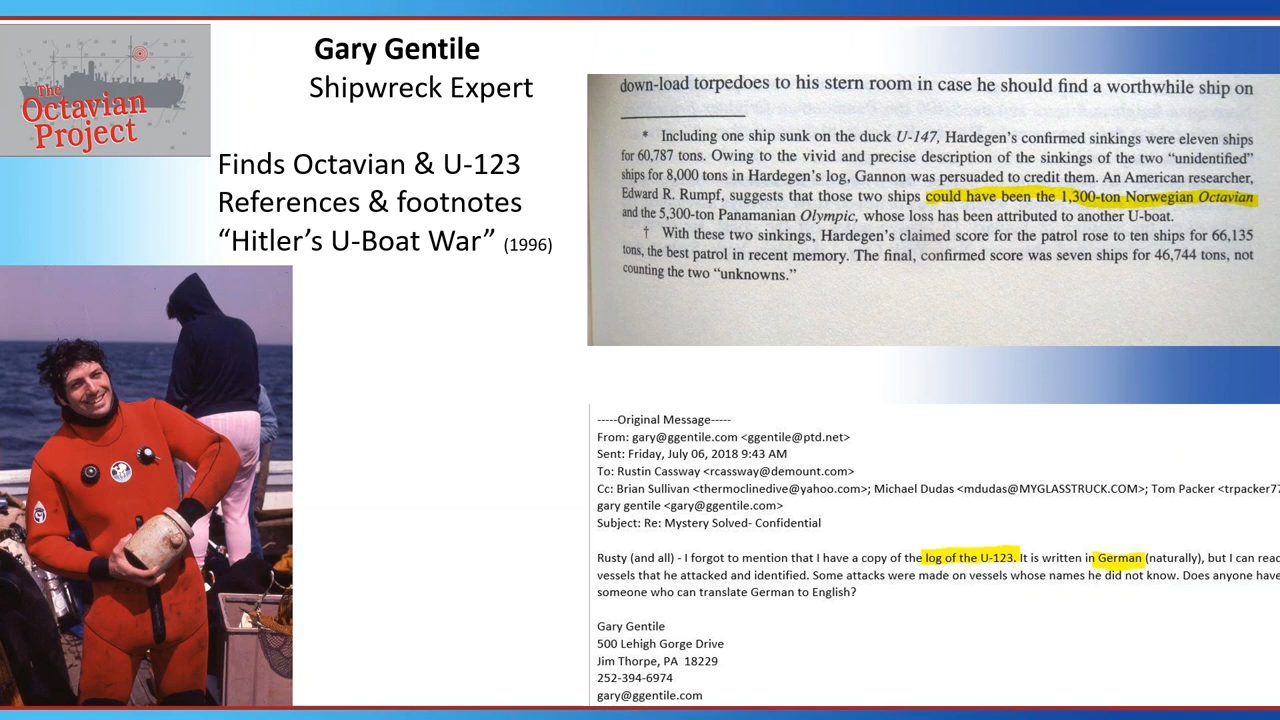 The
Octavian
Project
Gary Gentile
Shipwreck Expert
Finds Octavian & U-123
References & footnotes
“Hitler’s U-Boat War” (1996)
down-load torpedoes to his stern room in case he should find a worthwhile ship on
* Including one ship sunk on the duck U-147, Hardegen’s confirmed sinkings were eleven ships
for 60,787 tons. Owing to the vivid and precise description of the sinkings of the two “unidentified”
ships for 8,000 tons in Hardegen’s log, Gannon was persuaded to credit them. An American researcher,
Edward R. Rumpf, suggests that those two ships could have been the 1,300-ton Norwegian Octavian
and the 5,300-ton Panamanian Olympic, whose loss has been attributed to another U-boat.
† With these two sinkings, Hardegen’s claimed score for the patrol rose to ten ships for 66,135
tons, the best patrol in recent memory. The final, confirmed score was seven ships for 46,744 tons, not
counting the two “unknowns.”
-----Original Message-----
From: gary@ggentile.com <ggentile@ptd.net>
Sent: Friday, July 06, 2018 9:43 AM
To: Rustin Cassway <rcassway@demount.com>
Cc: Brian Sullivan <thermoclinedive@yahoo.com>; Michael Dudas <mdudas@MYGLASSTRUCK.COM>; Tom Packer <trpacker77
gary gentile <gary@ggentile.com>
Subject: Re: Mystery Solved- Confidential
Rusty (and all) - I forgot to mention that I have a copy of the log of the U-123. It is written in German (naturally), but I can read
vessels that he attacked and identified. Some attacks were made on vessels whose names he did not know. Does anyone have
someone who can translate German to English?
Gary Gentile
500 Lehigh Gorge Drive
Jim Thorpe, PA 18229
252-394-6974
gary@ggentile.com